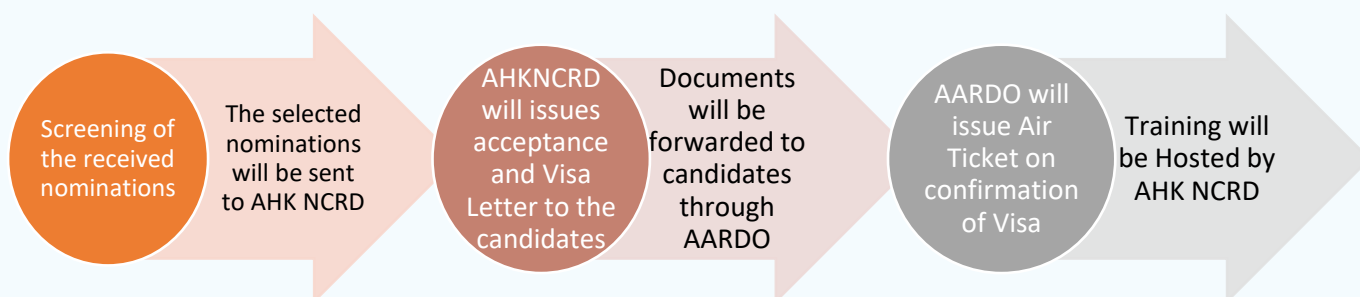 Screening of
the received
nominations
The selected
nominations
will be sent
to AHK NCRD
AHKNCRD
will issues
acceptance
and Visa
Letter to the
candidates
Documents
will be
forwarded to
candidates
through
AARDO
AARDO will
issue Air
Ticket on
confirmation
of Visa
Training will
be Hosted by
AHK NCRD